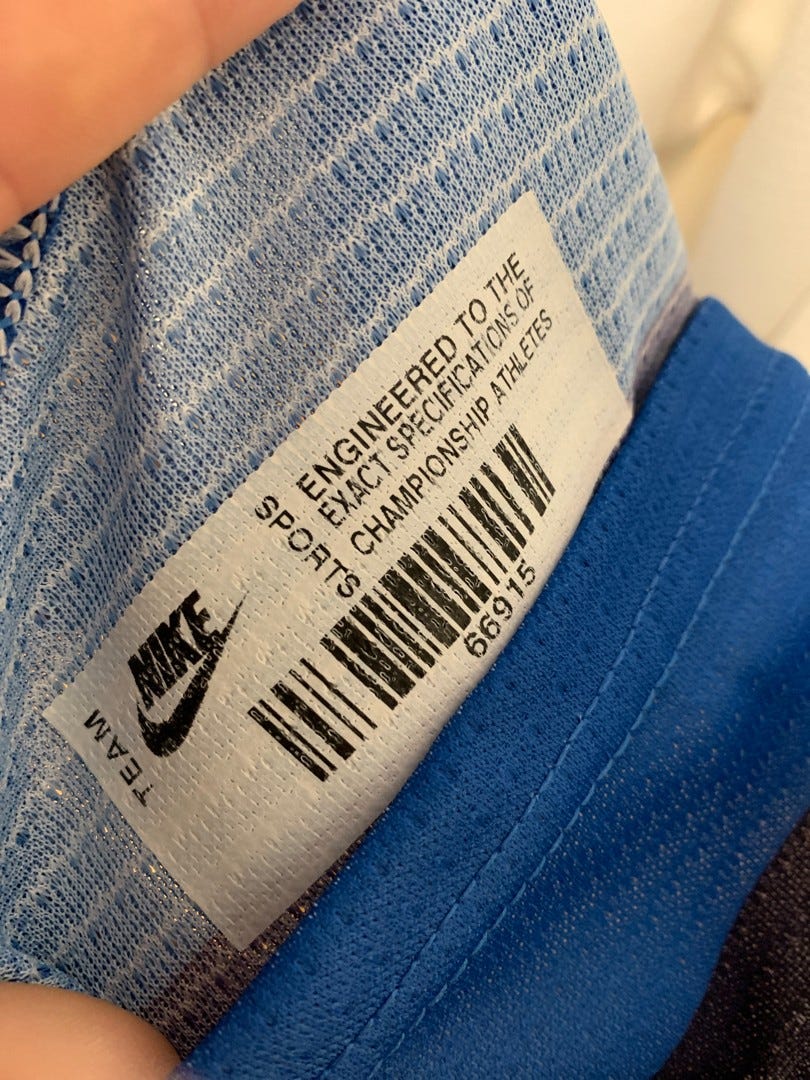 TEAM
NIKE
SPORTS
ENGINEERED TO THE
EXACT SPECIFICATIONS OF
CHAMPIONSHIP ATHLETES
66915